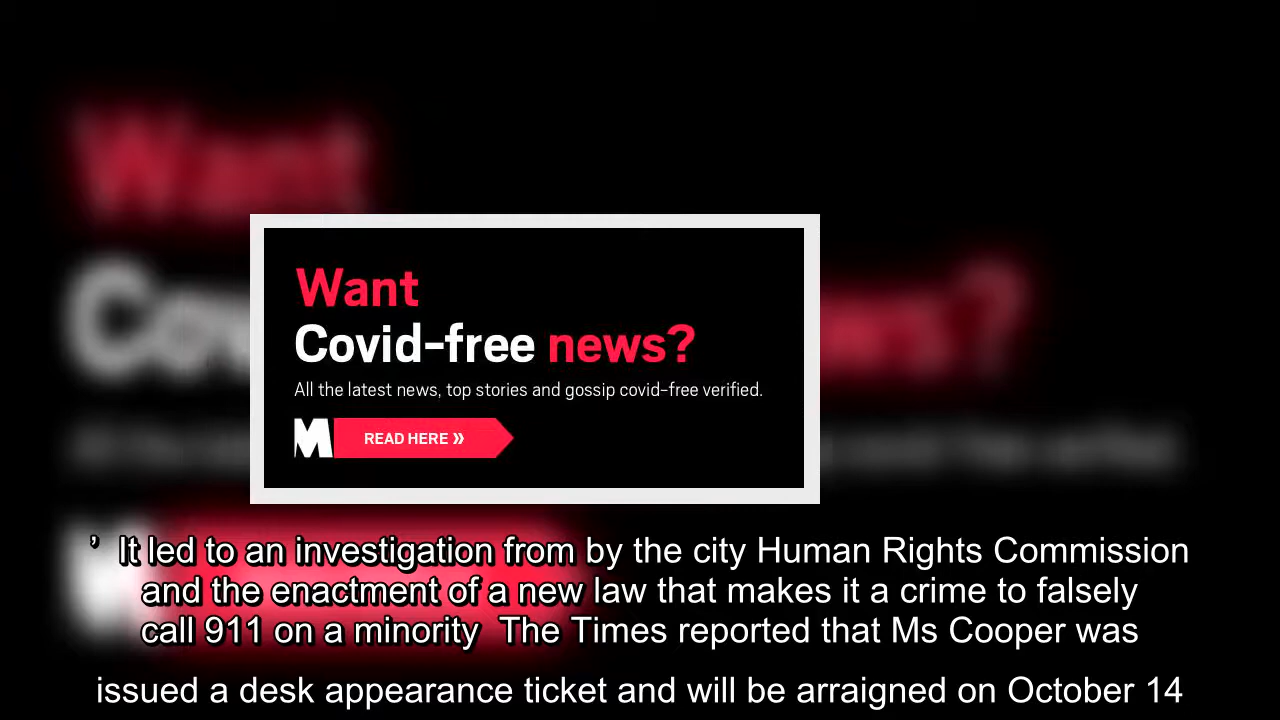 Want
Covid-free news?
All the latest news, top stories and gossip covid-free verified.
M READ HERE »
’ It led to an investigation from by the city Human Rights Commission
and the enactment of a new law that makes it a crime to falsely
call 911 on a minority The Times reported that Ms Cooper was
issued a desk appearance ticket and will be arraigned on October 14